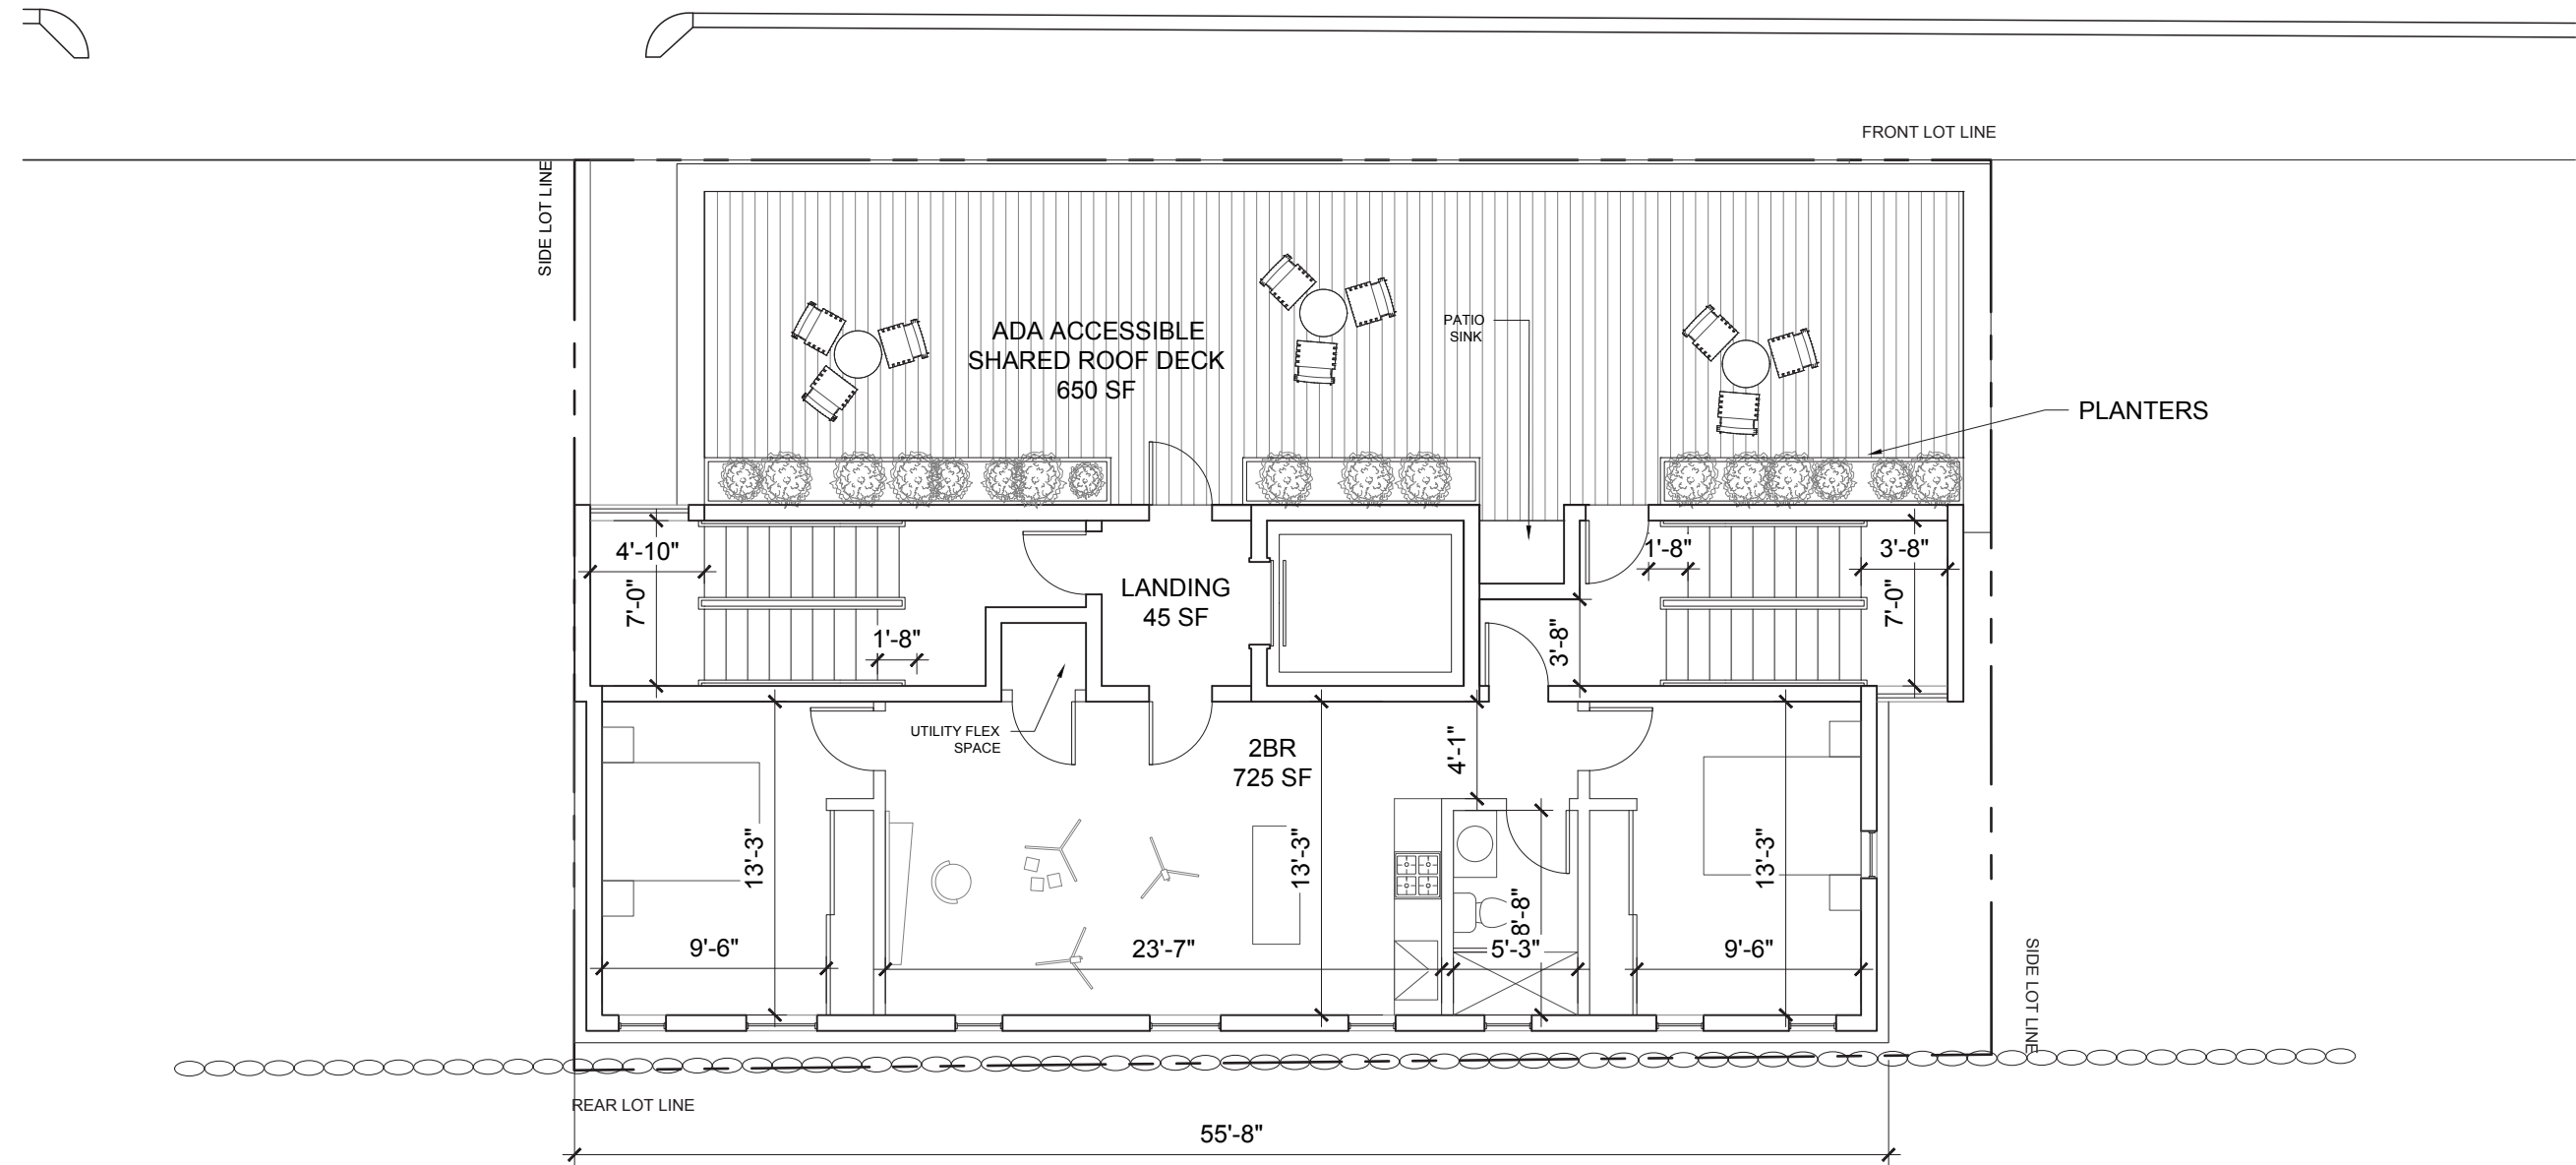 FRONT LOT LINE
SIDE LOT LINE
ADA ACCESSIBLE
SHARED ROOF DECK
650 SF
PATIO
SINK
PLANTERS
4'-10"
7'-0"
1'-8"
LANDING
45 SF
1'-8"
3'-8"
7'-0"
3'-8"
UTILITY FLEX
SPACE
2BR
725 SF
4'-1"
13'-3"
13'-3"
13'-3"
8'-8"
9'-6"
23'-7"
5'-3"
9'-6"
SIDE LOT LINE
REAR LOT LINE
55'-8"